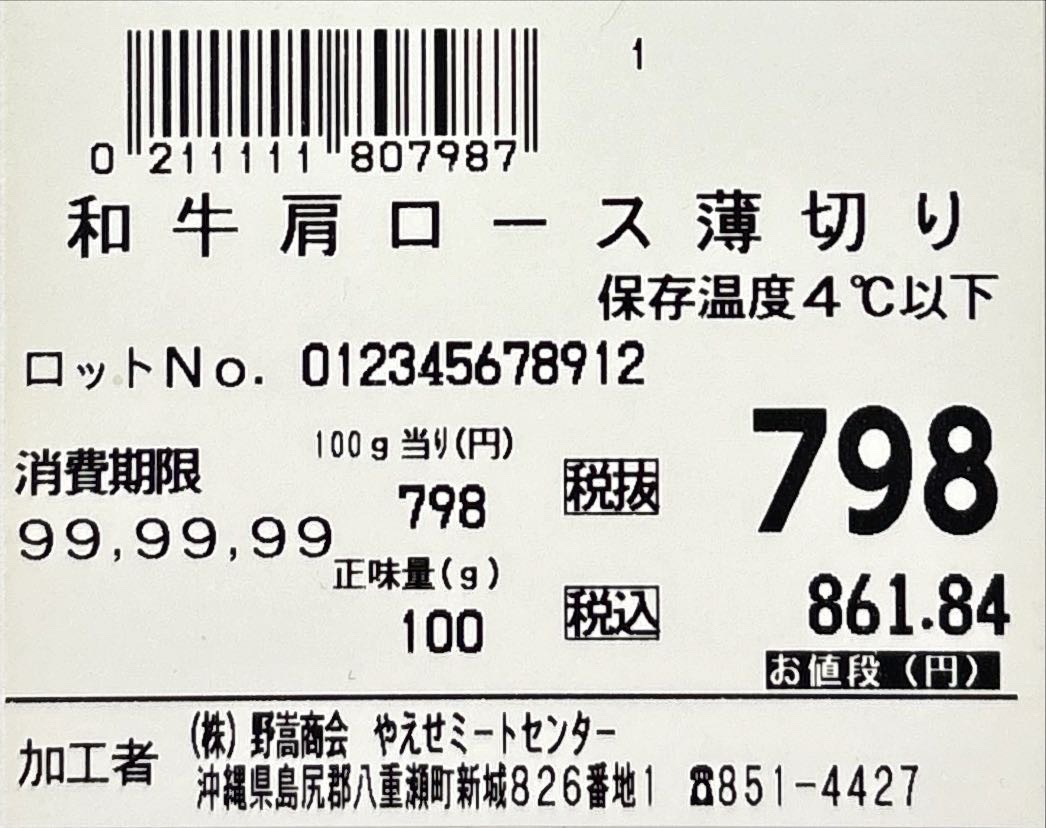 1
0 211111 807987
和牛肩ロース薄切り
保存温度4℃以下
ロットNo. 012345678912
消費期限
99,99,99
100g当り(円)
798
正味量(g)
100
税抜 798
税込 861.84
お値段(円)
加工者 (株)野嵩商会 やえせミートセンター
沖縄県島尻郡八重瀬町新城826番地1 ☎851-4427